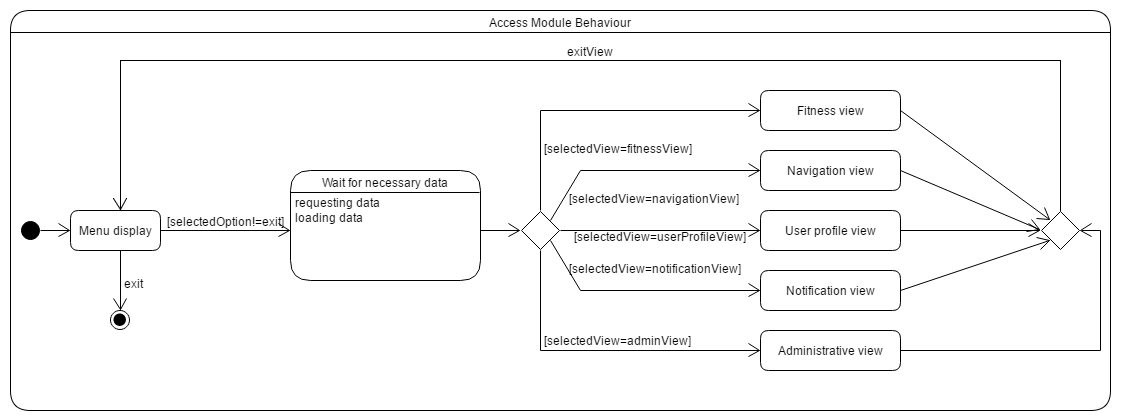 Access Module Behaviour
exitView
Fitness view
[selectedView=fitnessView]
Navigation view
Wait for necessary data
requesting data
loading data
[selectedView=navigationView]
[selectedOption!=exit]
Menu display
[selectedView=userProfileView]
User profile view
[selectedView=notificationView]
exit
Notification view
[selectedView=adminView]
Administrative view